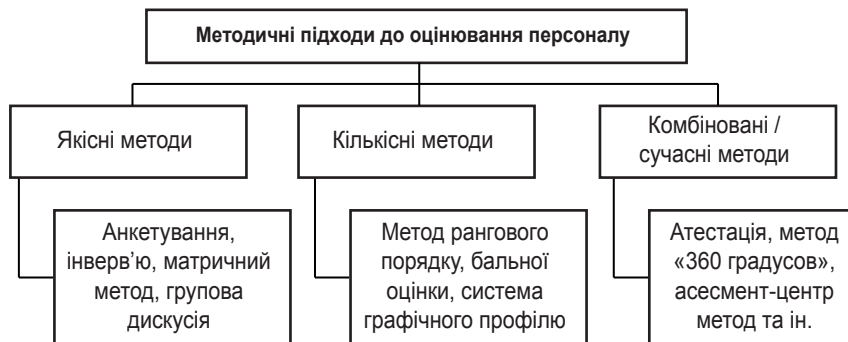 Методичні підходи до оцінювання персоналу
Якісні методи
Кількісні методи
Комбіновані /
сучасні методи
Анкетування,
інверв’ю, матричний
метод, групова
дискусія
Метод рангового
порядку, бальної
оцінки, система
графічного профілю
Атестація, метод
«360 градусов»,
асесмент-центр
метод та ін.